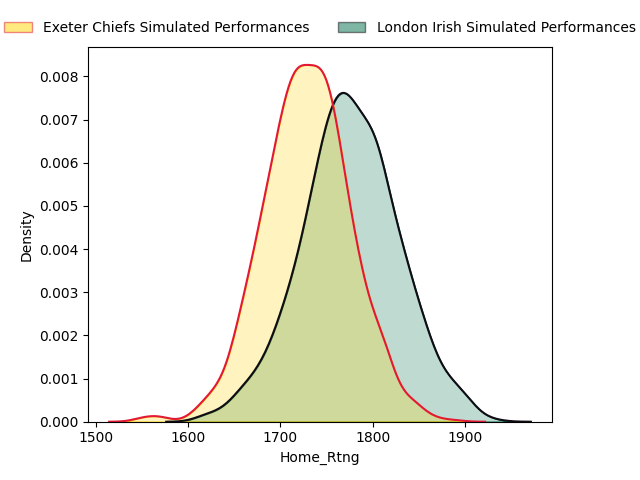 Exeter Chiefs Simulated Performances London Irish Simulated Performances
0.008
0.007
0.006
0.005
0.004
0.003
0.002
0.001
0.000
Density
1500 1600 1700 1800 1900
Home_Rtng